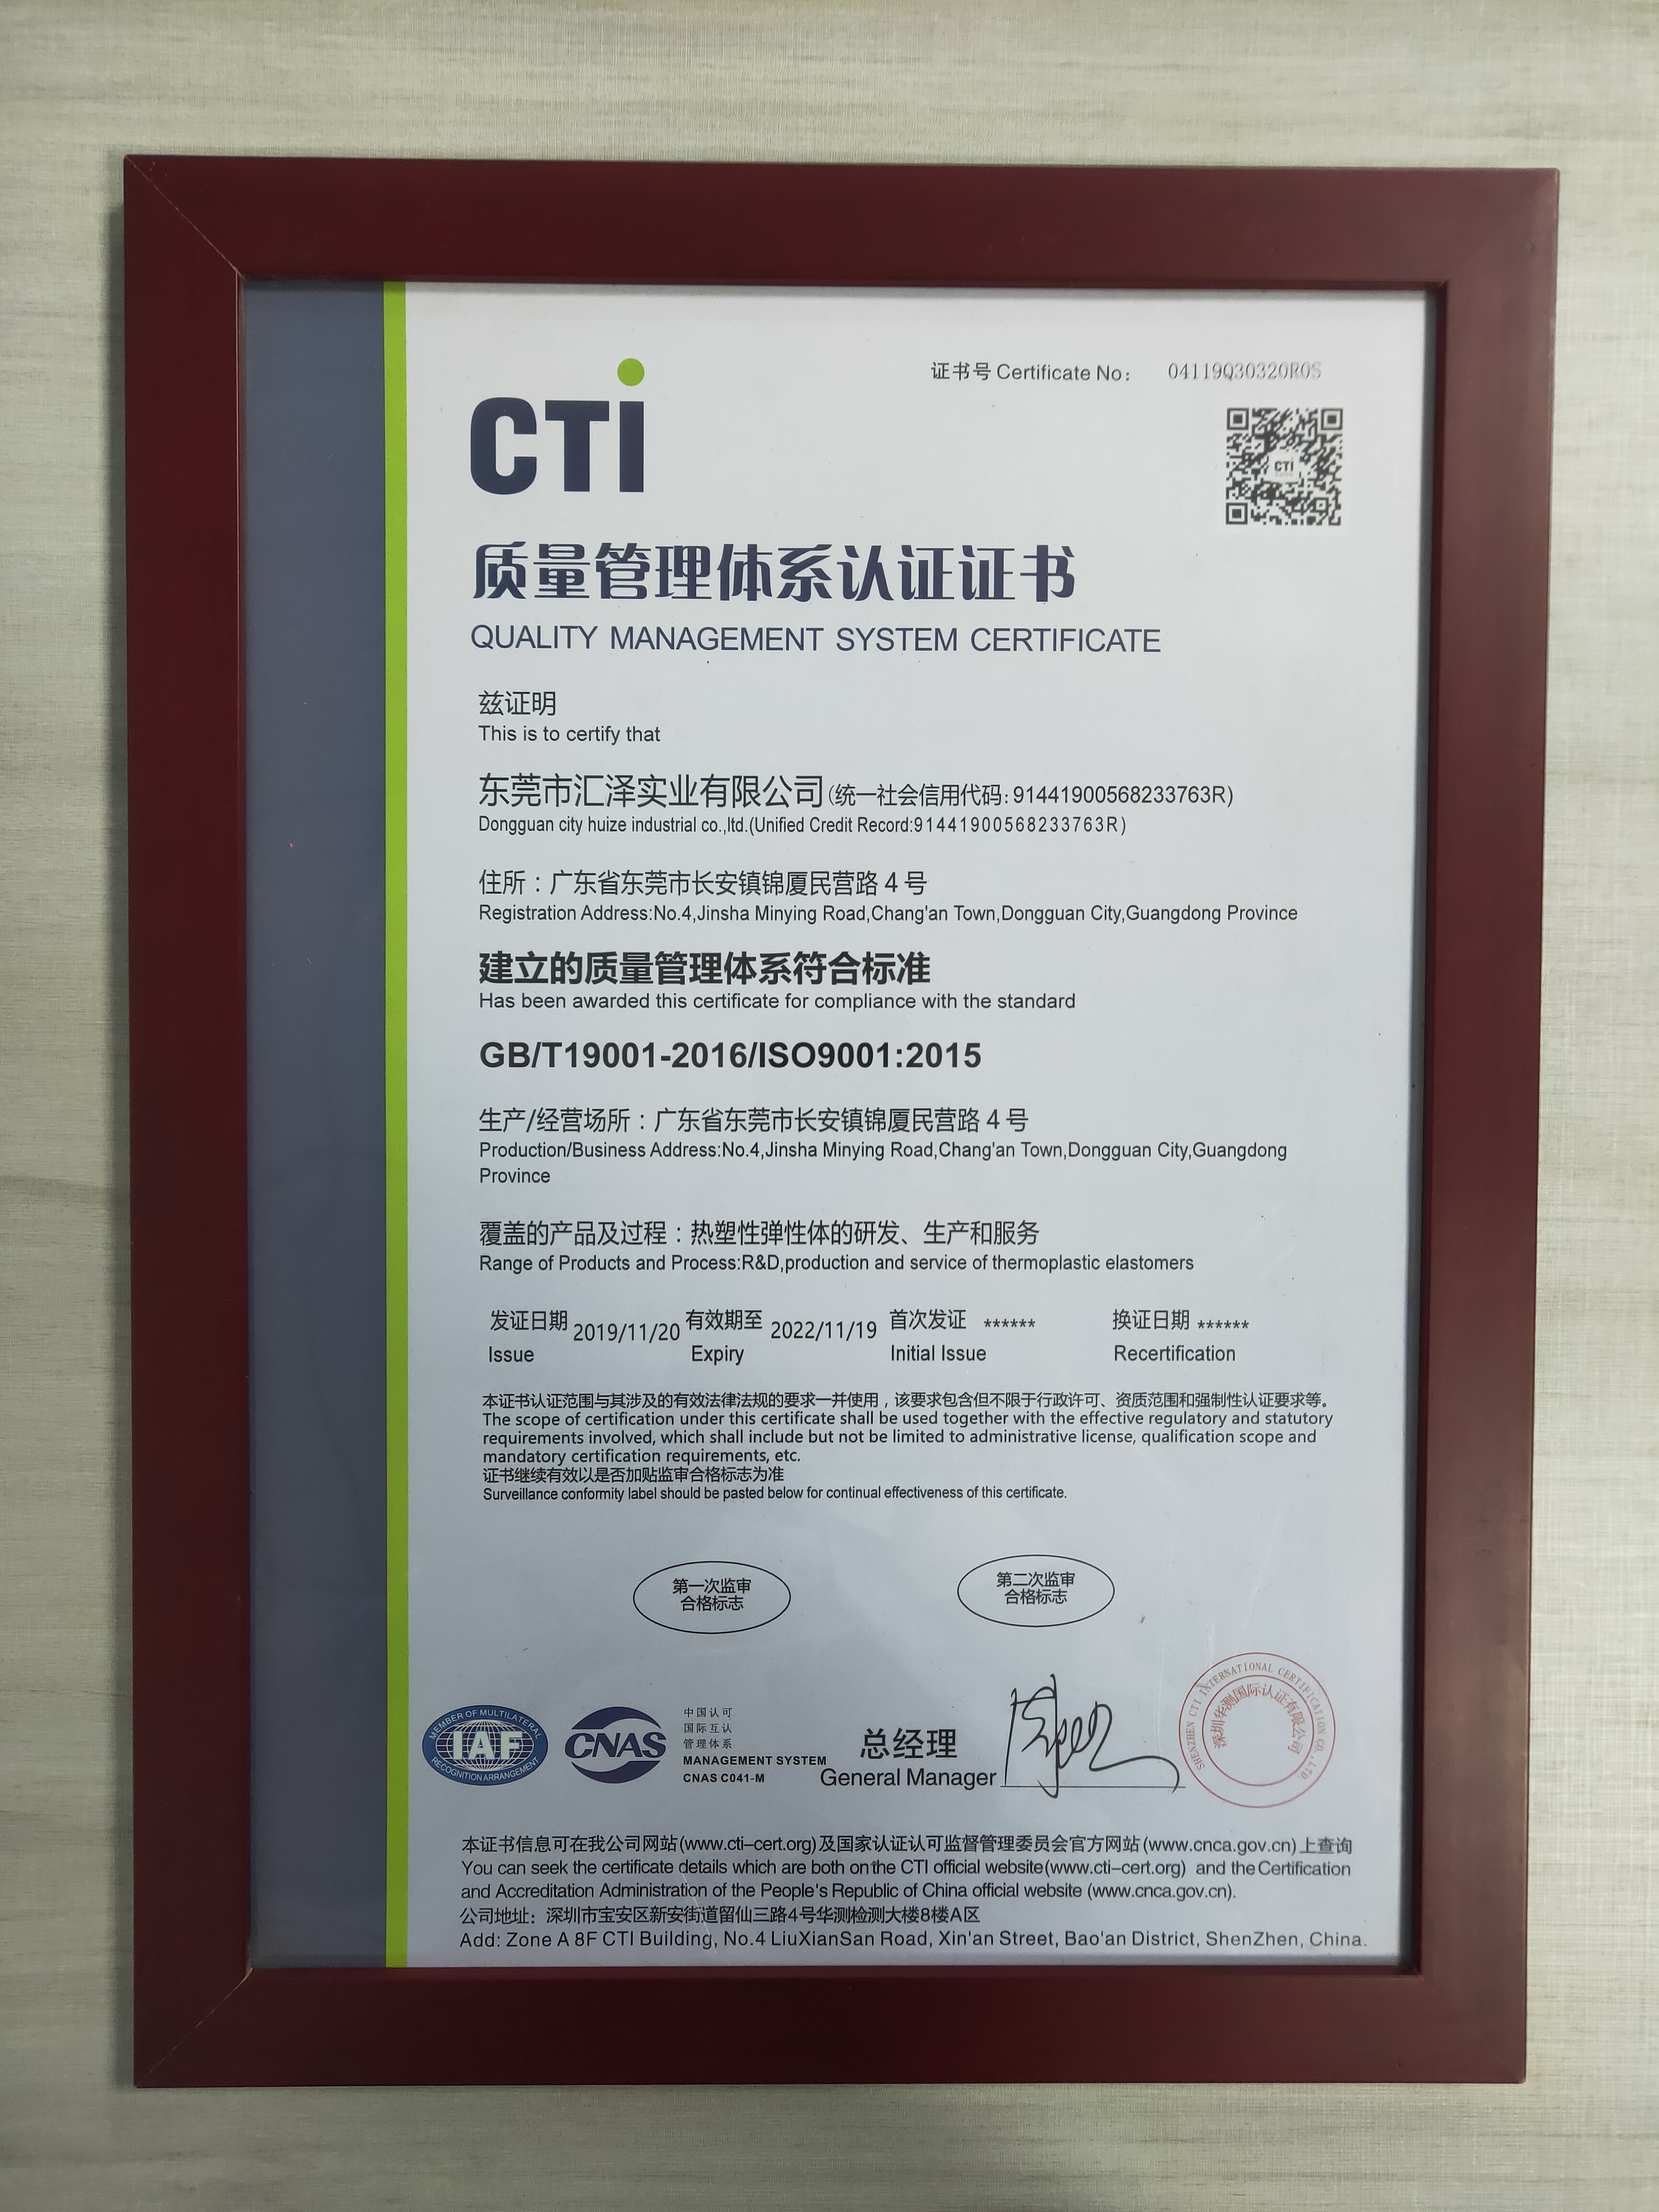 证书号 Certificate No： 04119Q30320R0S
CTI
CTI
质量管理体系认证证书
QUALITY MANAGEMENT SYSTEM CERTIFICATE
兹证明
This is to certify that
东莞市汇泽实业有限公司(统一社会信用代码:91441900568233763R)
Dongguan city huize industrial co.,ltd.(Unified Credit Record:91441900568233763R)
住所：广东省东莞市长安镇锦厦民营路 4 号
Registration Address:No.4,Jinsha Minying Road,Chang'an Town,Dongguan City,Guangdong Province
建立的质量管理体系符合标准
Has been awarded this certificate for compliance with the standard
GB/T19001-2016/ISO9001:2015
生产/经营场所：广东省东莞市长安镇锦厦民营路 4 号
Production/Business Address:No.4,Jinsha Minying Road,Chang'an Town,Dongguan City,Guangdong
Province
覆盖的产品及过程：热塑性弹性体的研发、生产和服务
Range of Products and Process:R&D,production and service of thermoplastic elastomers
发证日期 2019/11/20 有效期至 2022/11/19 首次发证 ****** 换证日期 ******
Issue Expiry Initial Issue Recertification
本证书认证范围与其涉及的有效法律法规的要求一并使用，该要求包含但不限于行政许可、资质范围和强制性认证要求等。
The scope of certification under this certificate shall be used together with the effective regulatory and statutory
requirements involved, which shall include but not be limited to administrative license, qualification scope and
mandatory certification requirements, etc.
证书继续有效以是否加贴监审合格标志为准
Surveillance conformity label should be pasted below for continual effectiveness of this certificate.
第一次监审
合格标志
第二次监审
合格标志
MEMBER OF MULTILATERAL
IAF
RECOGNITION ARRANGEMENT
CNAS
中国认可
国际互认
管理体系
MANAGEMENT SYSTEM
CNAS C041-M
总经理
General Manager
SHENZHEN CTI INTERNATIONAL CERTIFICATION CO.,LTD.
深圳华测国际认证有限公司
本证书信息可在我公司网站(www.cti–cert.org)及国家认证认可监督管理委员会官方网站(www.cnca.gov.cn)上查询
You can seek the certificate details which are both on the CTI official website(www.cti–cert.org) and the Certification
and Accreditation Administration of the People's Republic of China official website (www.cnca.gov.cn).
公司地址：深圳市宝安区新安街道留仙三路4号华测检测大楼8楼A区
Add: Zone A 8F CTI Building, No.4 LiuXianSan Road, Xin'an Street, Bao'an District, ShenZhen, China.